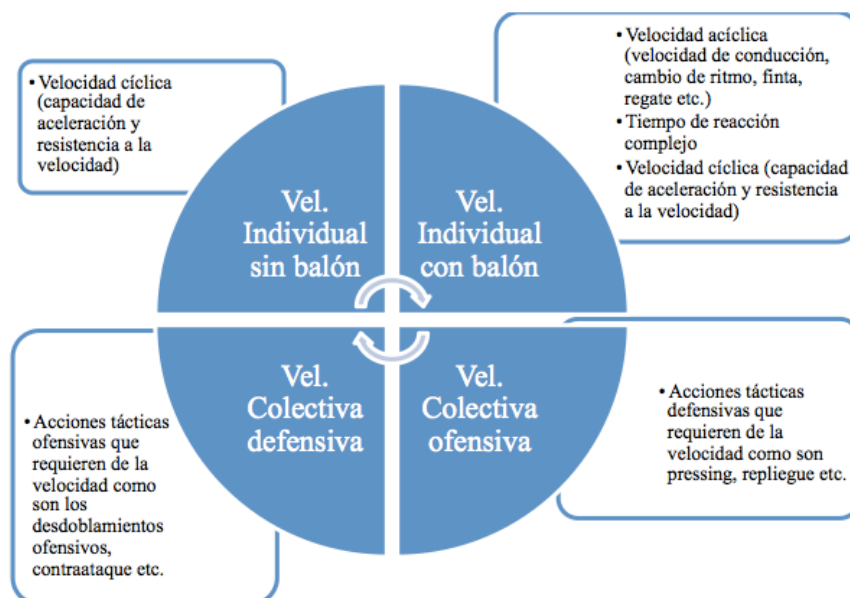 • Velocidad cíclica
(capacidad de
aceleración y
resistencia a la
velocidad)
• Velocidad acíclica
(velocidad de conducción,
cambio de ritmo, finta,
regate etc.)
• Tiempo de reacción
complejo
• Velocidad cíclica (capacidad
de aceleración y resistencia
a la velocidad)
Vel.
Individual
sin balón
Vel.
Individual
con balón
Vel.
Colectiva
defensiva
Vel.
Colectiva
ofensiva
• Acciones tácticas
ofensivas que
requieren de la
velocidad como
son los
desdoblamientos
ofensivos,
contraataque etc.
• Acciones tácticas
defensivas que
requieren de la
velocidad como son
pressing, repliegue etc.